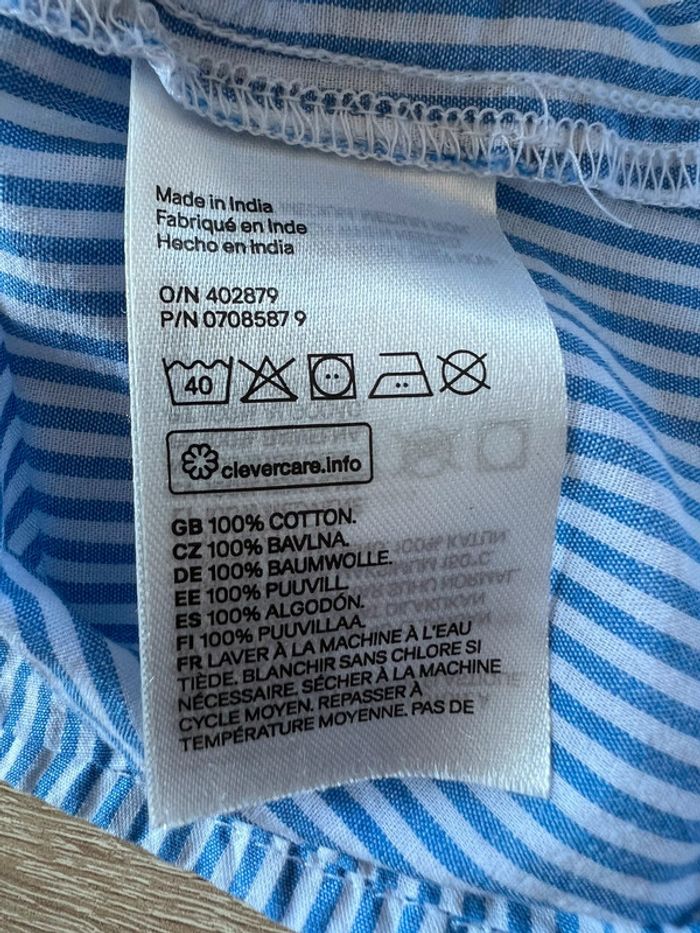 Made in India
Fabriqué en Inde
Hecho en india
O/N 402879
P/N 0708587 9
40
clevercare.info
GB 100% COTTON.
CZ 100% BAVLNA.
DE 100% BAUMWOLLE.
EE 100% PUUVILL
ES 100% ALGODÓN.
FI 100% PUUVILLAA.
FR LAVER À LA MACHINE À L'EAU
TIÈDE. BLANCHIR SANS CHLORE SI
NÉCESSAIRE. SÉCHER À LA MACHINE
CYCLE MOYEN. REPASSER À
TEMPÉRATURE MOYENNE. PAS DE